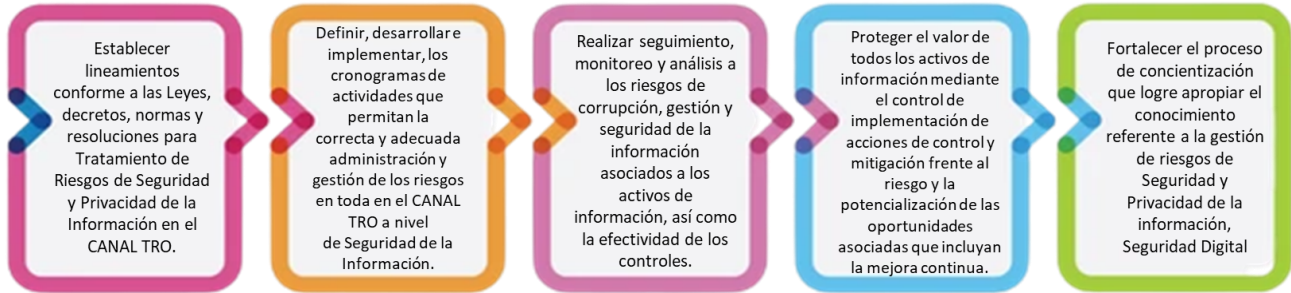 Establecer
lineamientos
conforme a las Leyes,
decretos, normas y
resoluciones para
Tratamiento de
Riesgos de Seguridad
y Privacidad de la
Información en el
CANAL TRO.
Definir, desarrollar e
implementar, los
cronogramas de
actividades que
permitan la
correcta y adecuada
administración y
gestión de los riesgos
en toda en el CANAL
TRO a nivel
de Seguridad de la
Información.
Realizar seguimiento,
monitoreo y análisis a
los riesgos de
corrupción, gestión y
seguridad de la
información
asociados a los
activos de
información, así como
la efectividad de los
controles.
Proteger el valor de
todos los activos de
información mediante
el control de
implementación de
acciones de control y
mitigación frente al
riesgo y la
potencialización de las
oportunidades
asociadas que incluyan
la mejora continua.
Fortalecer el proceso
de concientización
que logre apropiar el
conocimiento
referente a la gestión
de riesgos de
Seguridad y
Privacidad de la
información,
Seguridad Digital